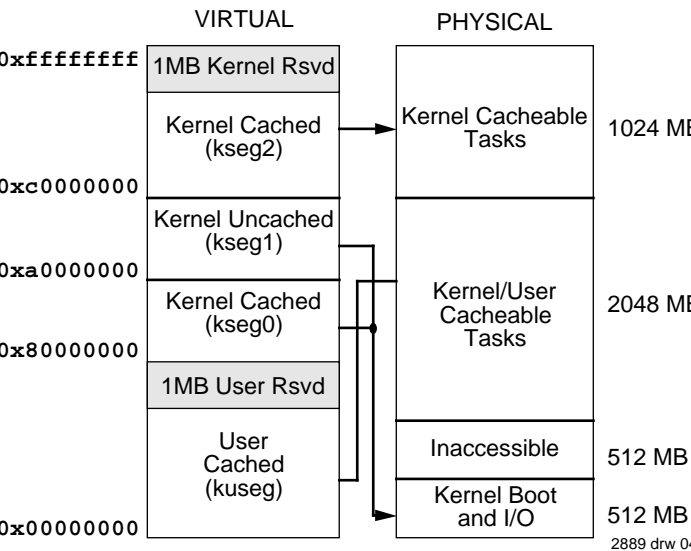 VIRTUAL PHYSICAL
0xffffffff
1MB Kernel Rsvd
Kernel Cached
(kseg2)
Kernel Cacheable
Tasks
1024 MB
0xc0000000
Kernel Uncached
(kseg1)
0xa0000000
Kernel Cached
(kseg0)
Kernel/User
Cacheable
Tasks
2048 MB
0x80000000
1MB User Rsvd
User
Cached
(kuseg)
Inaccessible
512 MB
Kernel Boot
and I/O
512 MB
0x00000000
2889 drw 04